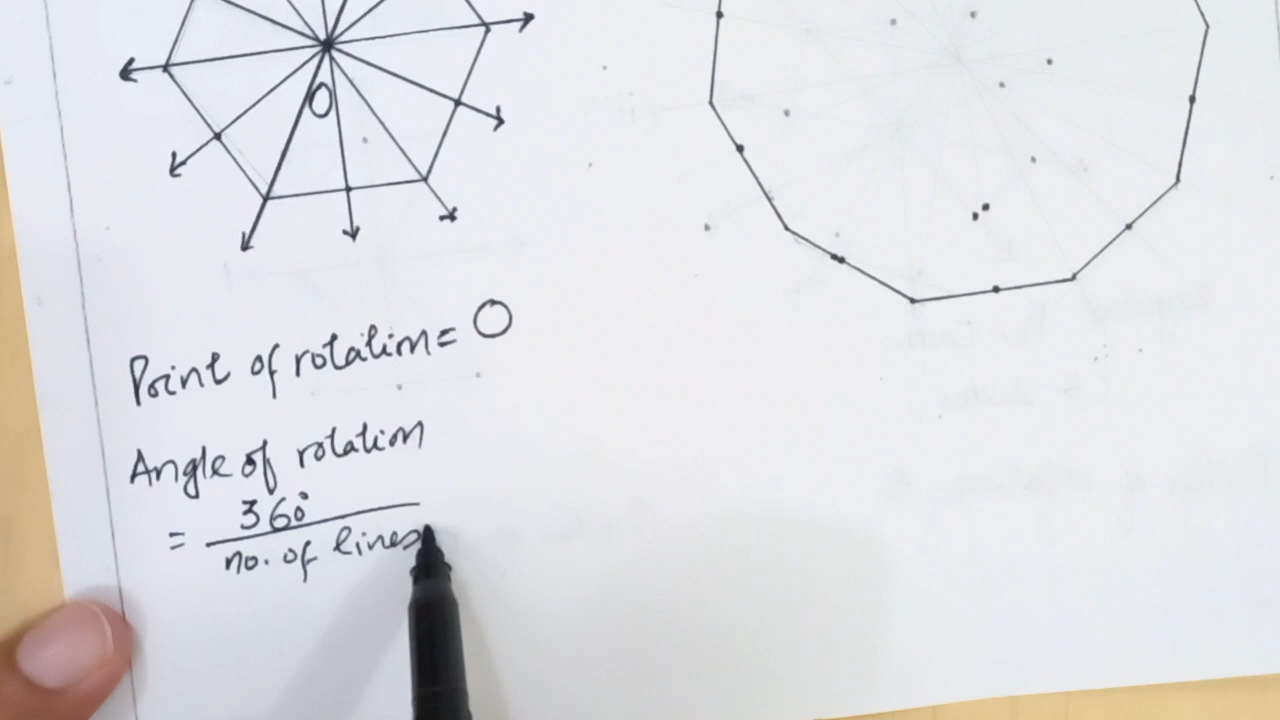 O
Point of rotation = O
Angle of rotation
= 360°
no. of lines